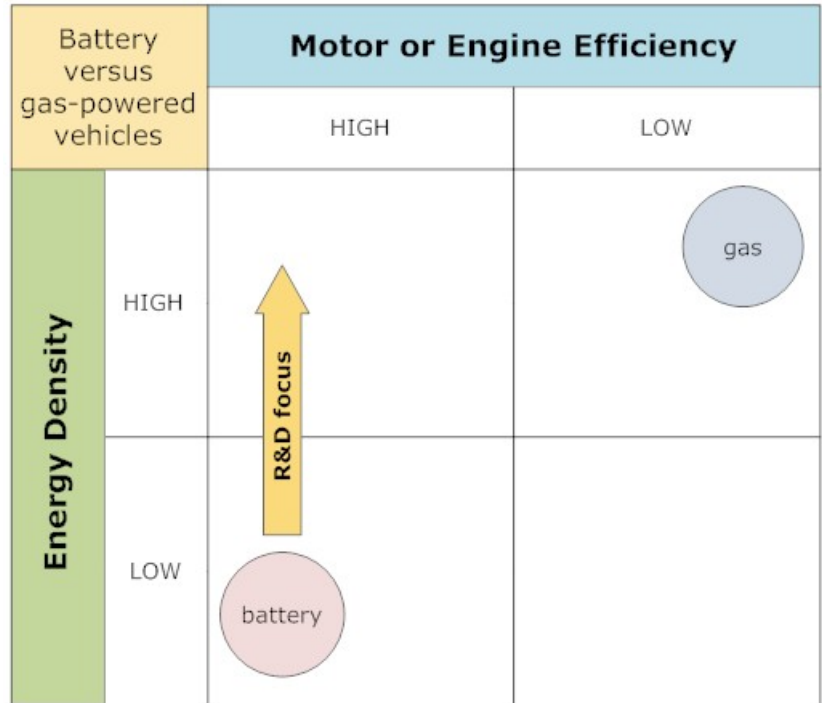 Battery
versus
gas-powered
vehicles
Motor or Engine Efficiency
HIGH
LOW
Energy Density
HIGH
gas
R&D focus
LOW
battery